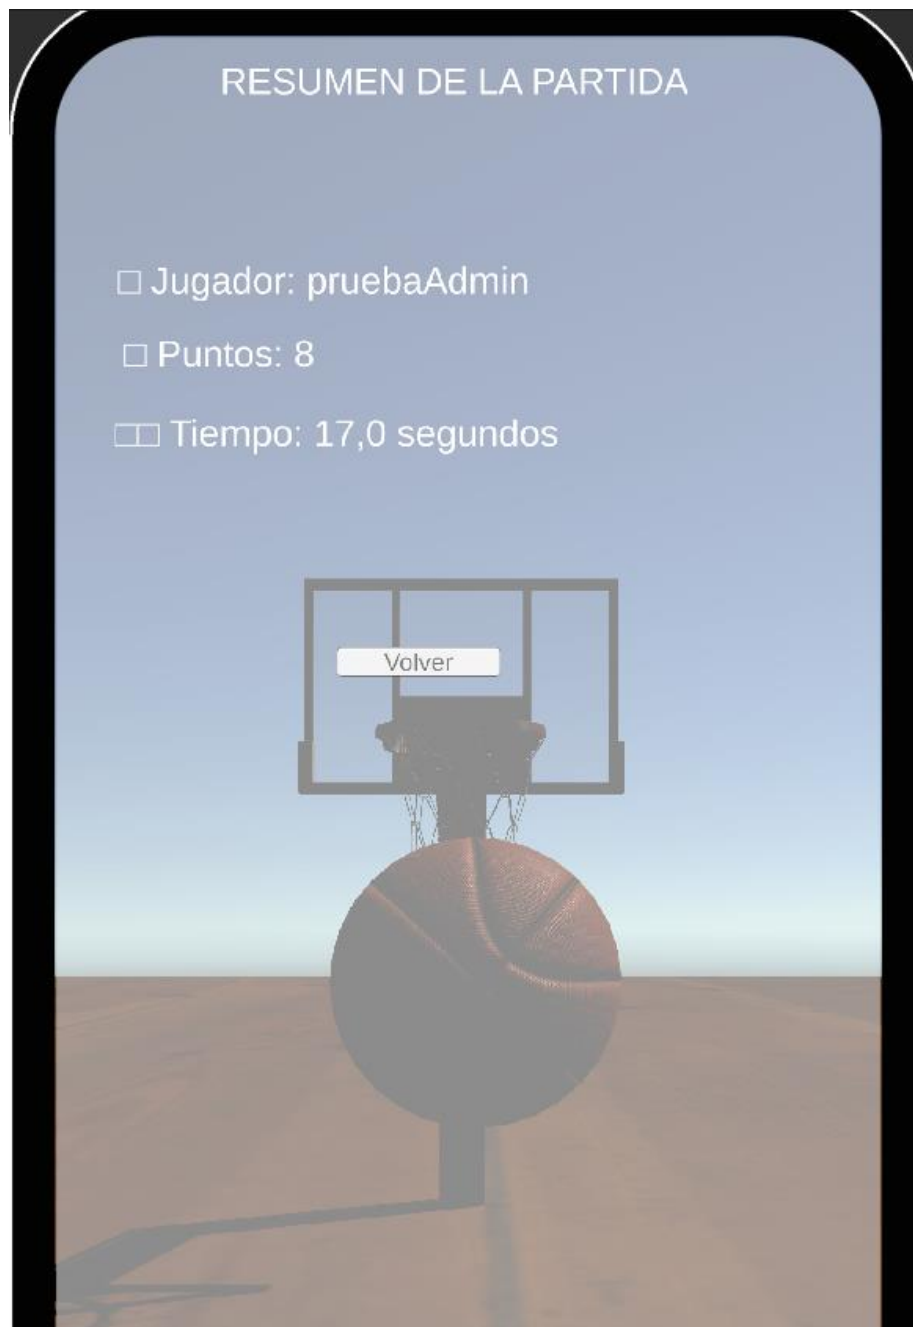 RESUMEN DE LA PARTIDA
□ Jugador: pruebaAdmin
□ Puntos: 8
□□ Tiempo: 17,0 segundos
Volver